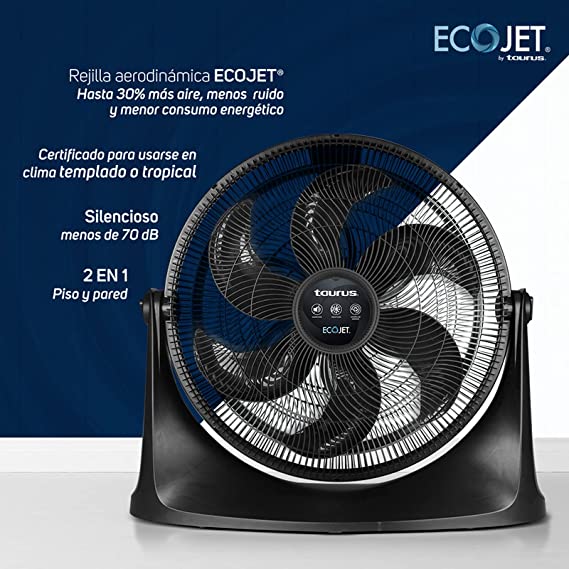 ECOJET®
by taurus.
Rejilla aerodinámica ECOJET®
Hasta 30% más aire, menos ruido
y menor consumo energético
Certificado para usarse en
clima templado o tropical
Silencioso
menos de 70 dB
2 EN 1
Piso y pared
taurus
ECOJET